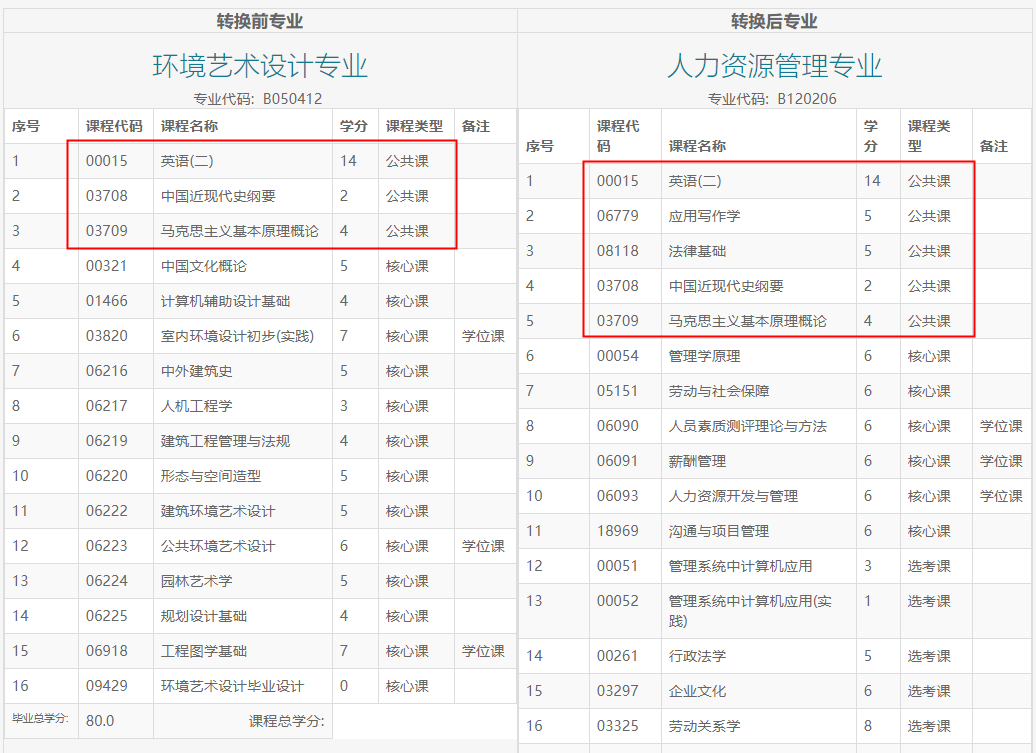 转换前专业
环境艺术设计专业
专业代码: B050412
序号 课程代码 课程名称 学分 课程类型 备注
1 00015 英语(二) 14 公共课
2 03708 中国近现代史纲要 2 公共课
3 03709 马克思主义基本原理概论 4 公共课
4 00321 中国文化概论 5 核心课
5 01466 计算机辅助设计基础 4 核心课
6 03820 室内环境设计初步(实践) 7 核心课 学位课
7 06216 中外建筑史 5 核心课
8 06217 人机工程学 3 核心课
9 06219 建筑工程管理与法规 4 核心课
10 06220 形态与空间造型 5 核心课
11 06222 建筑环境艺术设计 5 核心课
12 06223 公共环境艺术设计 6 核心课 学位课
13 06224 园林艺术学 5 核心课
14 06225 规划设计基础 4 核心课
15 06918 工程图学基础 7 核心课 学位课
16 09429 环境艺术设计毕业设计 0 核心课
毕业总学分: 80.0 课程总学分:
转换后专业
人力资源管理专业
专业代码: B120206
序号 课程代码 课程名称 学分 课程类型 备注
1 00015 英语(二) 14 公共课
2 06779 应用写作学 5 公共课
3 08118 法律基础 5 公共课
4 03708 中国近现代史纲要 2 公共课
5 03709 马克思主义基本原理概论 4 公共课
6 00054 管理学原理 6 核心课
7 05151 劳动与社会保障 6 核心课
8 06090 人员素质测评理论与方法 6 核心课 学位课
9 06091 薪酬管理 6 核心课 学位课
10 06093 人力资源开发与管理 6 核心课 学位课
11 18969 沟通与项目管理 6 核心课
12 00051 管理系统中计算机应用 3 选考课
13 00052 管理系统中计算机应用(实践) 1 选考课
14 00261 行政法学 5 选考课
15 03297 企业文化 6 选考课
16 03325 劳动关系学 8 选考课